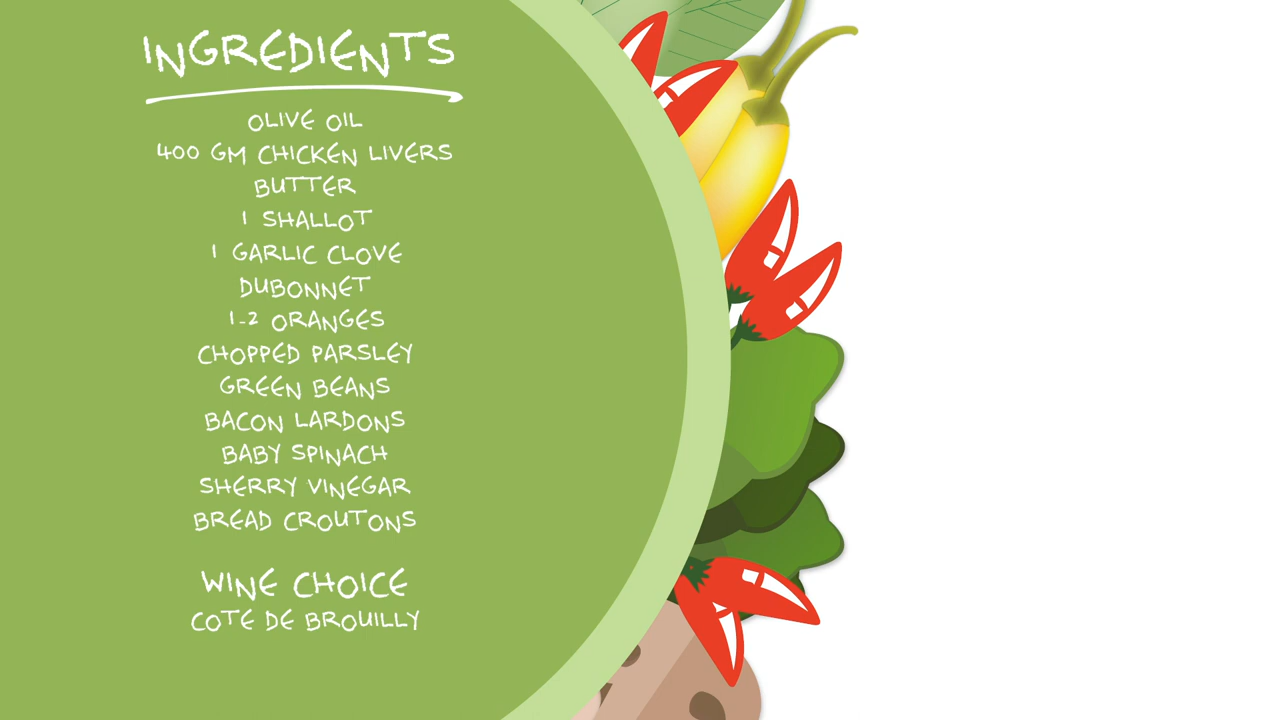 INGREDIENTS
OLIVE OIL
400 GM CHICKEN LIVERS
BUTTER
1 SHALLOT
1 GARLIC CLOVE
DUBONNET
1-2 ORANGES
CHOPPED PARSLEY
GREEN BEANS
BACON LARDONS
BABY SPINACH
SHERRY VINEGAR
BREAD CROUTONS
WINE CHOICE
COTE DE BROUILLY